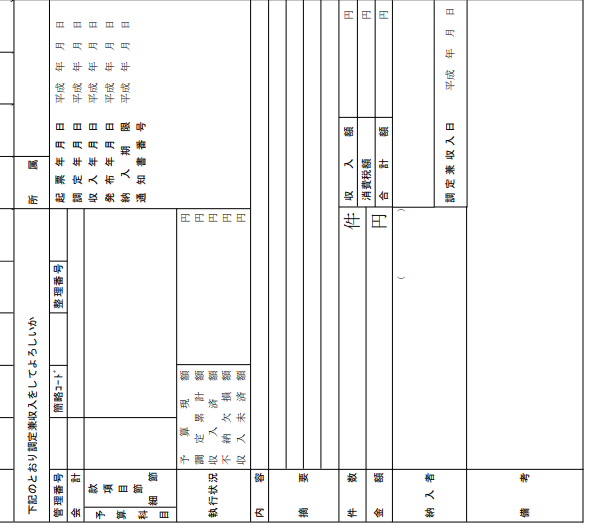 下記のとおり調定兼収入をしてよろしいか
所　属
管理番号
簡略ｺｰﾄﾞ
整理番号
会　計
予算科目
款
項
目
節
細節
起票年月日　平成　年　月　日
調定年月日　平成　年　月　日
収入年月日　平成　年　月　日
発布年月日　平成　年　月　日
納入期限　平成　年　月　日
通知書番号
執行状況
予算現額　円
調定累計額　円
収入済額　円
不納欠損額　円
収入未済額　円
内　容
摘　要
件　数　件
金　額　円
収入額　円
消費税額　円
合計額　円
納入者
（　）
調定兼収入日　平成　年　月　日
備　考